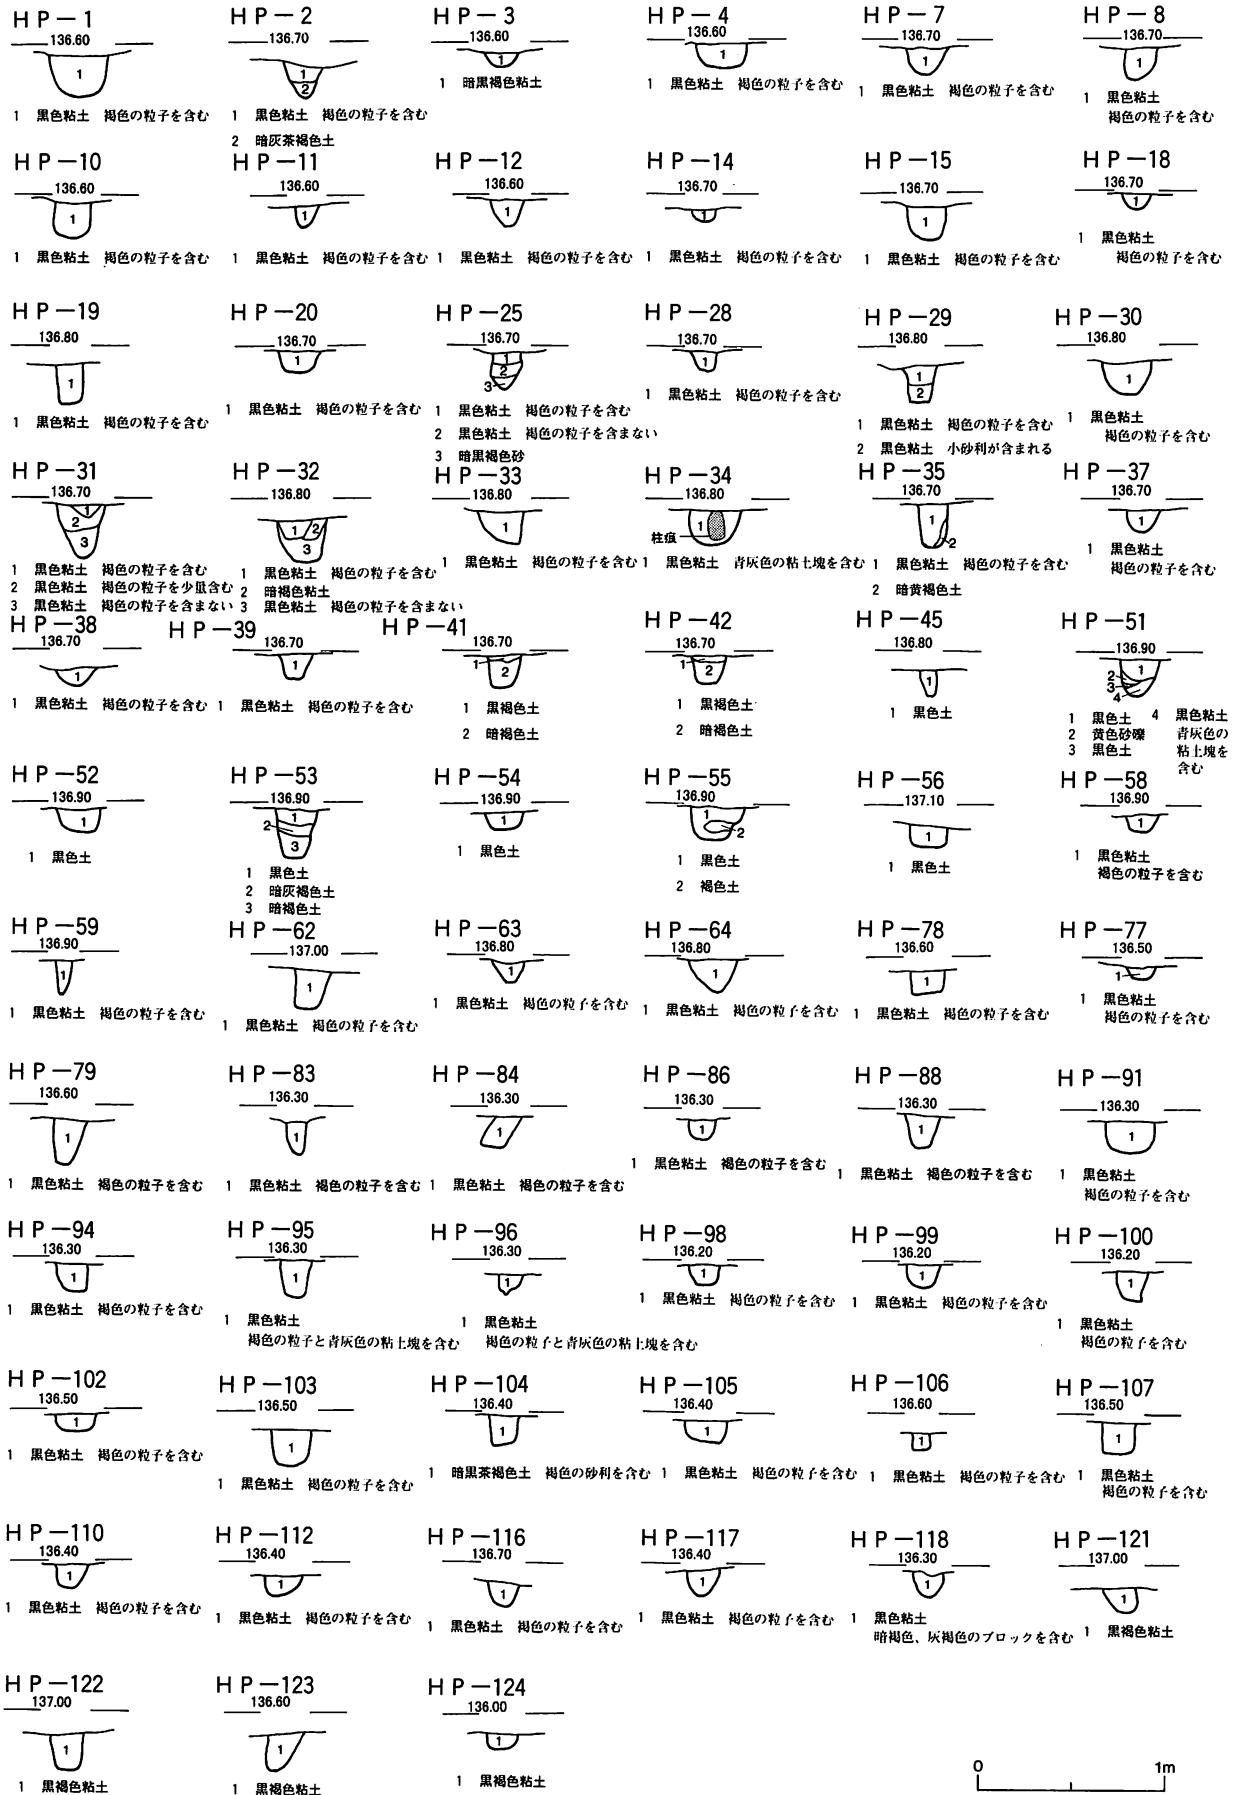 HP-1
136.60
1
1 黒色粘土 褐色の粒子を含む
HP-2
136.70
1
2
1 黒色粘土 褐色の粒子を含む
2 暗灰茶褐色土
HP-3
136.60
1
1 暗黒褐色粘土
HP-4
136.60
1
1 黒色粘土 褐色の粒子を含む
HP-7
136.70
1
1 黒色粘土 褐色の粒子を含む
HP-8
136.70
1
1 黒色粘土
褐色の粒子を含む
HP-10
136.60
1
1 黒色粘土 褐色の粒子を含む
HP-11
136.60
1
1 黒色粘土 褐色の粒子を含む
HP-12
136.60
1
1 黒色粘土 褐色の粒子を含む
HP-14
136.70
1
1 黒色粘土 褐色の粒子を含む
HP-15
136.70
1
1 黒色粘土 褐色の粒子を含む
HP-18
136.70
1
1 黒色粘土
褐色の粒子を含む
HP-19
136.80
1
1 黒色粘土 褐色の粒子を含む
HP-20
136.70
1
1 黒色粘土 褐色の粒子を含む
HP-25
136.70
1
2
3
1 黒色粘土 褐色の粒子を含む
2 黒色粘土 褐色の粒子を含まない
3 暗黒褐色砂
HP-28
136.70
1
1 黒色粘土 褐色の粒子を含む
HP-29
136.80
1
2
1 黒色粘土 褐色の粒子を含む
2 黒色粘土 小砂利が含まれる
HP-30
136.80
1
1 黒色粘土
褐色の粒子を含む
HP-31
136.70
1
2
3
1 黒色粘土 褐色の粒子を含む
2 黒色粘土 褐色の粒子を少量含む
3 黒色粘土 褐色の粒子を含まない
HP-32
136.80
1 2
3
1 黒色粘土 褐色の粒子を含む
2 暗褐色粘土
3 黒色粘土 褐色の粒子を含まない
HP-33
136.80
1
1 黒色粘土 褐色の粒子を含む
HP-34
136.80
1
柱痕
1 黒色粘土 青灰色の粘土塊を含む
HP-35
136.70
1
2
1 黒色粘土 褐色の粒子を含む
2 暗黄褐色土
HP-37
136.70
1
1 黒色粘土
褐色の粒子を含む
HP-38
136.70
1
1 黒色粘土 褐色の粒子を含む
HP-39
136.70
1
1 黒色粘土 褐色の粒子を含む
HP-41
136.70
1
2
1 黒褐色土
2 暗褐色土
HP-42
136.70
1
2
1 黒褐色土
2 暗褐色土
HP-45
136.80
1
1 黒色土
HP-51
136.90
1
2
3
4
1 黒色土
2 黄色砂礫
3 黒色土
4 黒色粘土
青灰色の
粘土塊を
含む
HP-52
136.90
1
1 黒色土
HP-53
136.90
1
2
3
1 黒色土
2 暗灰褐色土
3 暗褐色土
HP-54
136.90
1
1 黒色土
HP-55
136.90
1
2
1 黒色土
2 褐色土
HP-56
137.10
1
1 黒色土
HP-58
136.90
1
1 黒色粘土
褐色の粒子を含む
HP-59
136.90
1
1 黒色粘土 褐色の粒子を含む
HP-62
137.00
1
1 黒色粘土 褐色の粒子を含む
HP-63
136.80
1
1 黒色粘土 褐色の粒子を含む
HP-64
136.80
1
1 黒色粘土 褐色の粒子を含む
HP-78
136.60
1
1 黒色粘土 褐色の粒子を含む
HP-77
136.50
1
1 黒色粘土
褐色の粒子を含む
HP-79
136.60
1
1 黒色粘土 褐色の粒子を含む
HP-83
136.30
1
1 黒色粘土 褐色の粒子を含む
HP-84
136.30
1
1 黒色粘土 褐色の粒子を含む
HP-86
136.30
1
1 黒色粘土 褐色の粒子を含む
HP-88
136.30
1
1 黒色粘土 褐色の粒子を含む
HP-91
136.30
1
1 黒色粘土
褐色の粒子を含む
HP-94
136.30
1
1 黒色粘土 褐色の粒子を含む
HP-95
136.30
1
1 黒色粘土
褐色の粒子と青灰色の粘土塊を含む
HP-96
136.30
1
1 黒色粘土
褐色の粒子と青灰色の粘土塊を含む
HP-98
136.20
1
1 黒色粘土 褐色の粒子を含む
HP-99
136.20
1
1 黒色粘土 褐色の粒子を含む
HP-100
136.20
1
1 黒色粘土
褐色の粒子を含む
HP-102
136.50
1
1 黒色粘土 褐色の粒子を含む
HP-103
136.50
1
1 黒色粘土 褐色の粒子を含む
HP-104
136.40
1
1 暗黒茶褐色土 褐色の砂利を含む
HP-105
136.40
1
1 黒色粘土 褐色の粒子を含む
HP-106
136.60
1
1 黒色粘土 褐色の粒子を含む
HP-107
136.50
1
1 黒色粘土
褐色の粒子を含む
HP-110
136.40
1
1 黒色粘土 褐色の粒子を含む
HP-112
136.40
1
1 黒色粘土 褐色の粒子を含む
HP-116
136.70
1
1 黒色粘土 褐色の粒子を含む
HP-117
136.40
1
1 黒色粘土 褐色の粒子を含む
HP-118
136.30
1
1 黒色粘土
暗褐色、灰褐色のブロックを含む
HP-121
137.00
1
1 黒褐色粘土
HP-122
137.00
1
1 黒褐色粘土
HP-123
136.60
1
1 黒褐色粘土
HP-124
136.00
1
1 黒褐色粘土
0 1m